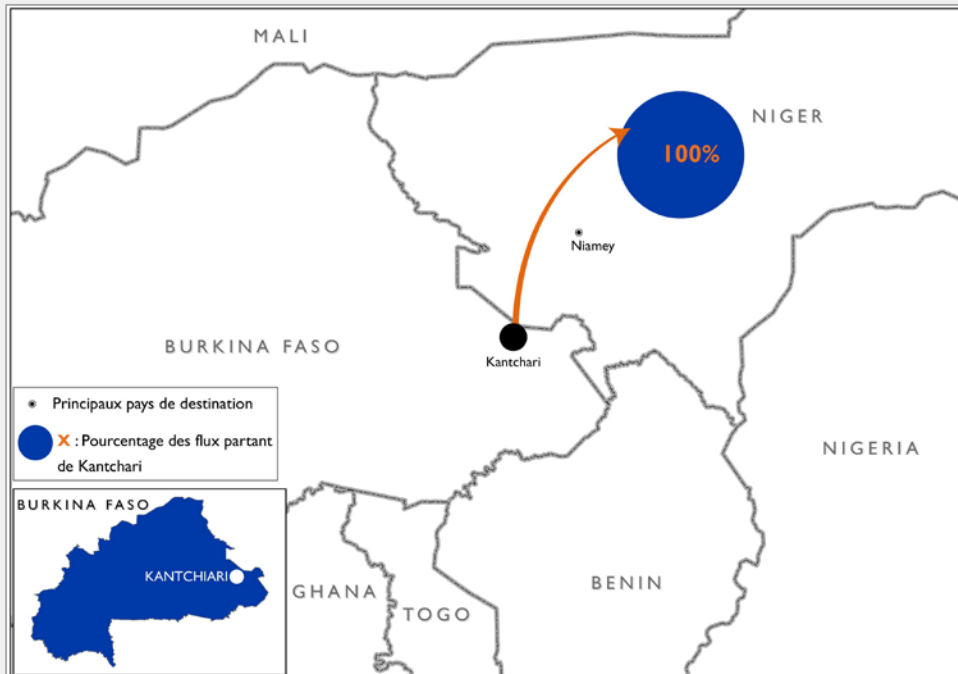 MALI
NIGER
100%
Niamey
BURKINA FASO
Kantchari
Principaux pays de destination
X : Pourcentage des flux partant
de Kantchari
NIGERIA
BURKINA FASO
KANTCHIARI
GHANA
TOGO
BENIN